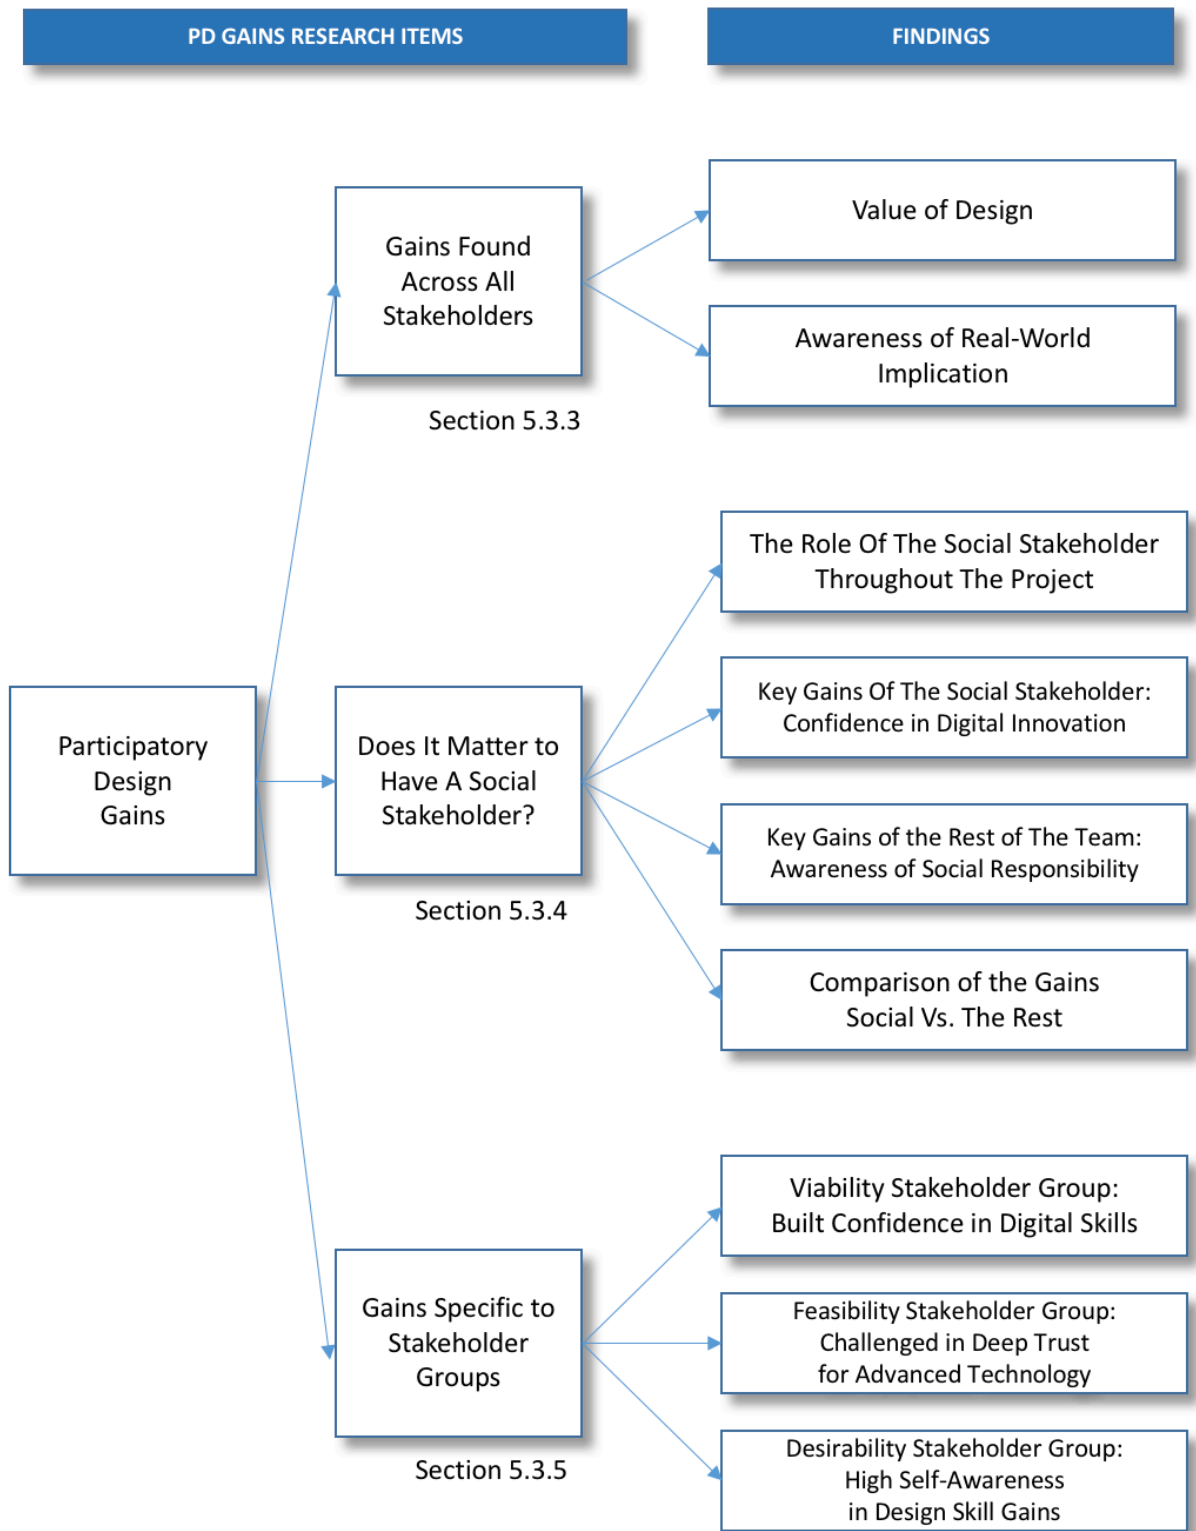 PD GAINS RESEARCH ITEMS
FINDINGS
Gains Found
Across All
Stakeholders
Section 5.3.3
Value of Design
Awareness of Real-World
Implication
Participatory
Design
Gains
Does It Matter to
Have A Social
Stakeholder?
Section 5.3.4
The Role Of The Social Stakeholder
Throughout The Project
Key Gains Of The Social Stakeholder:
Confidence in Digital Innovation
Key Gains of the Rest of The Team:
Awareness of Social Responsibility
Comparison of the Gains
Social Vs. The Rest
Gains Specific to
Stakeholder
Groups
Section 5.3.5
Viability Stakeholder Group:
Built Confidence in Digital Skills
Feasibility Stakeholder Group:
Challenged in Deep Trust
for Advanced Technology
Desirability Stakeholder Group:
High Self-Awareness
in Design Skill Gains